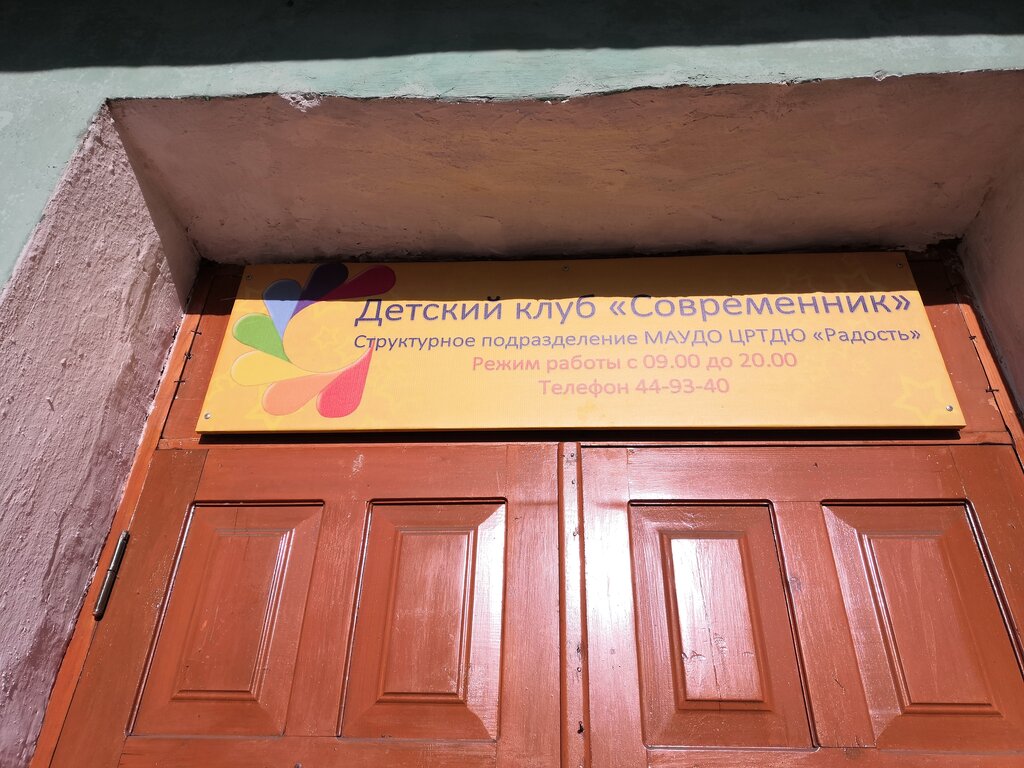 Детский клуб «Современник»
Структурное подразделение МАУДО ЦРТДЮ «Радость»
Режим работы с 09.00 до 20.00
Телефон 44-93-40